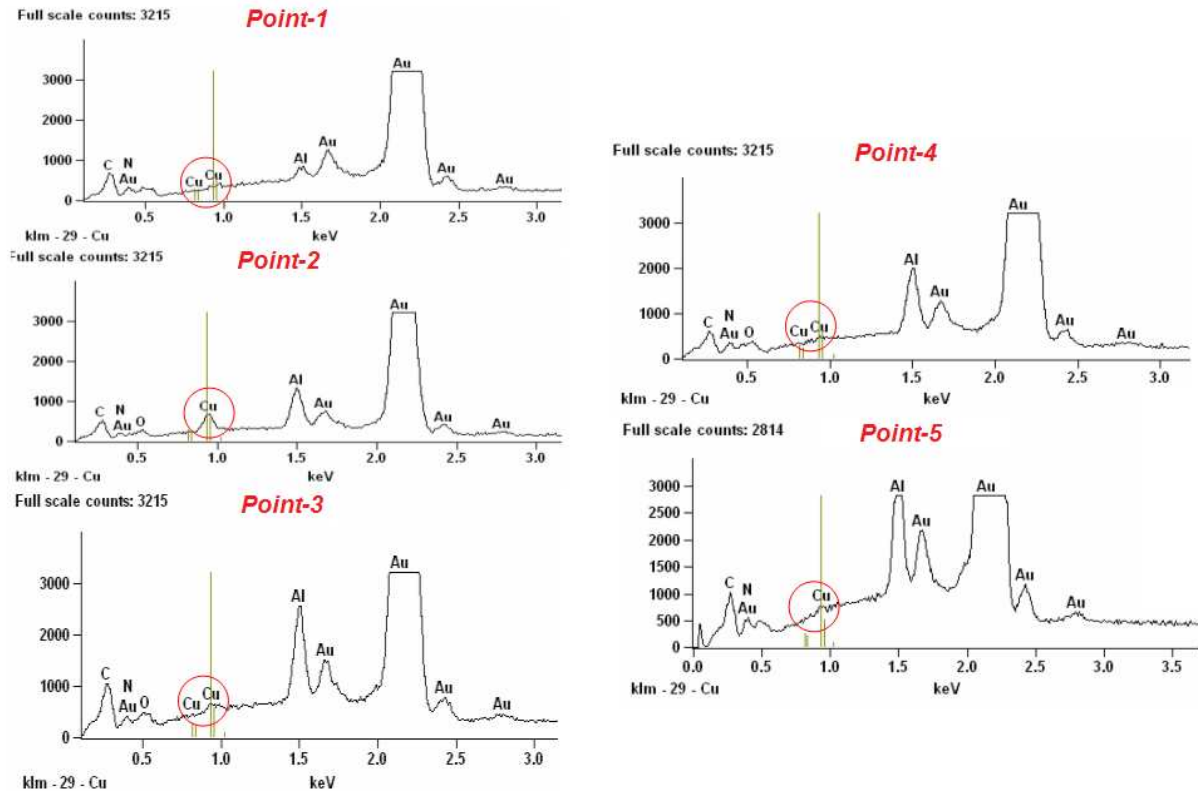 Full scale counts: 3215
Point-1
Au
3000
2000
1000
0
C
N
Au
Cu
Cu
Al
Au
Au
Au
0.5
1.0
1.5
2.0
2.5
3.0
klm - 29 - Cu
keV
Full scale counts: 3215
Point-2
Au
3000
2000
1000
0
C
N
Au
O
Cu
Al
Au
Au
Au
0.5
1.0
1.5
2.0
2.5
3.0
klm - 29 - Cu
keV
Full scale counts: 3215
Point-3
Au
3000
2000
1000
0
C
N
Au
O
Cu
Cu
Al
Au
Au
Au
0.5
1.0
1.5
2.0
2.5
3.0
klm - 29 - Cu
keV
Full scale counts: 3215
Point-4
Au
3000
2000
1000
0
C
N
Au
O
Cu
Cu
Al
Au
Au
Au
0.5
1.0
1.5
2.0
2.5
3.0
klm - 29 - Cu
keV
Full scale counts: 2814
Point-5
Al
Au
3000
2500
2000
1500
1000
500
0
C
N
Au
Cu
Au
Au
Au
0.0
0.5
1.0
1.5
2.0
2.5
3.0
3.5
klm - 29 - Cu
keV